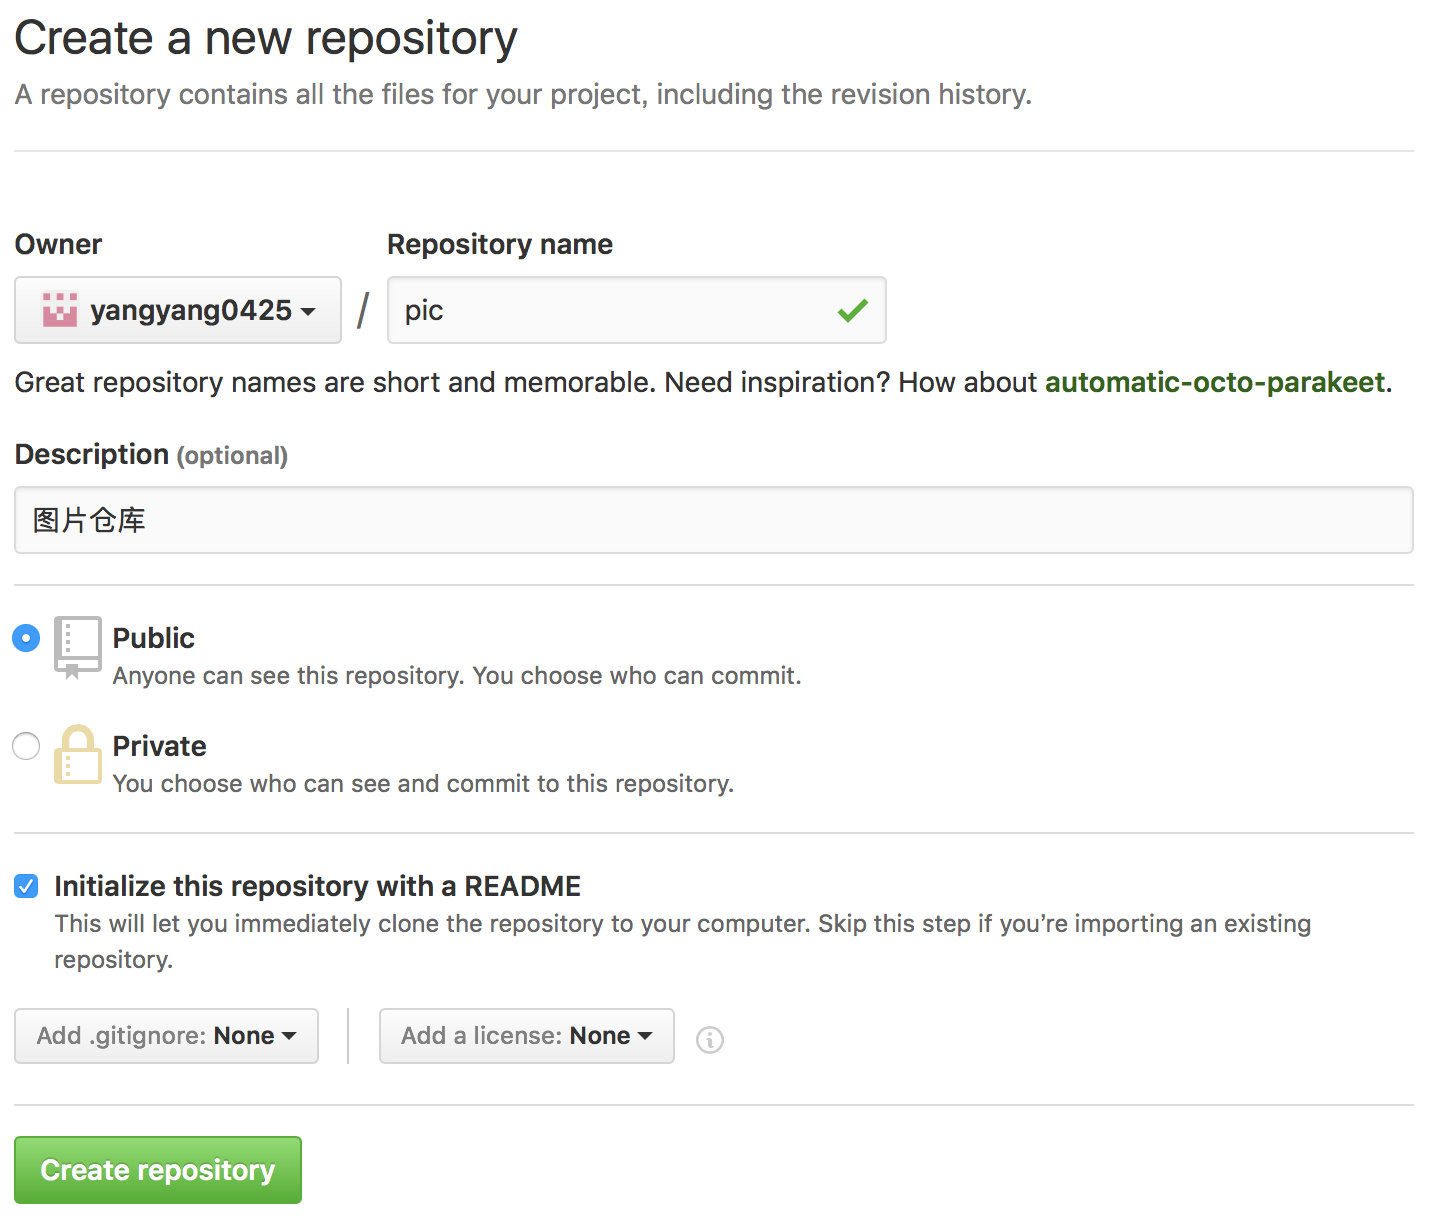 Create a new repository
A repository contains all the files for your project, including the revision history.
Owner
Repository name
yangyang0425
/
pic
Great repository names are short and memorable. Need inspiration? How about automatic-octo-parakeet.
Description (optional)
图片仓库
Public
Anyone can see this repository. You choose who can commit.
Private
You choose who can see and commit to this repository.
Initialize this repository with a README
This will let you immediately clone the repository to your computer. Skip this step if you’re importing an existing
repository.
Add .gitignore: None
Add a license: None
Create repository